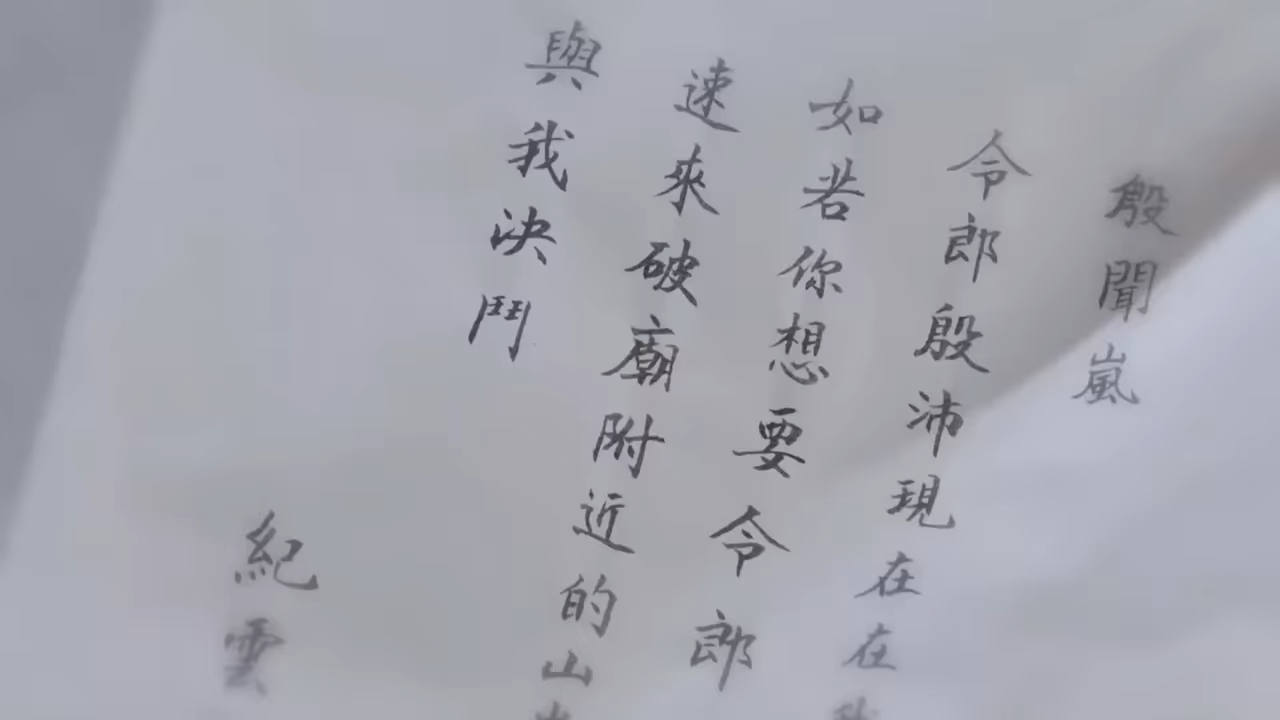 殷聞嵐
令郎殷沛現在在
如若你想要令郎
速來破廟附近的山
與我決鬥
紀雲